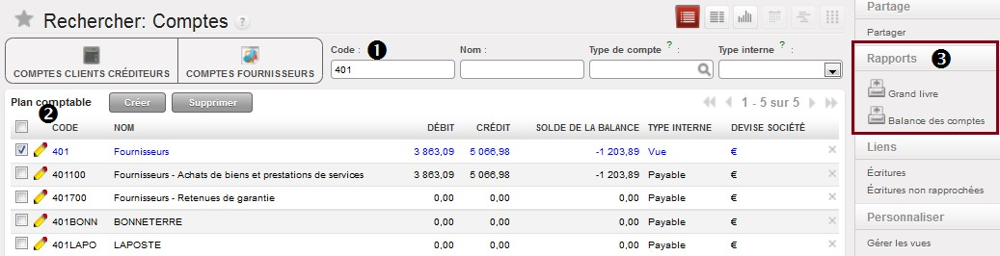 Rechercher: Comptes ?
COMPTES CLIENTS CRÉDITEURS
COMPTES FOURNISSEURS
Code : 1
401
Nom :
Type de compte ? :
Type interne ? :
Plan comptable
Créer
Supprimer
1 - 5 sur 5
2
CODE NOM DÉBIT CRÉDIT SOLDE DE LA BALANCE TYPE INTERNE DEVISE SOCIÉTÉ
401 Fournisseurs 3 863,09 5 066,98 -1 203,89 Vue €
401100 Fournisseurs - Achats de biens et prestations de services 3 863,09 5 066,98 -1 203,89 Payable €
401700 Fournisseurs - Retenues de garantie 0,00 0,00 0,00 Payable €
401BONN BONNETERRE 0,00 0,00 0,00 Payable €
401LAPO LAPOSTE 0,00 0,00 0,00 Payable €
Partage
Partager
Rapports 3
Grand livre
Balance des comptes
Liens
Écritures
Écritures non rapprochées
Personnaliser
Gérer les vues